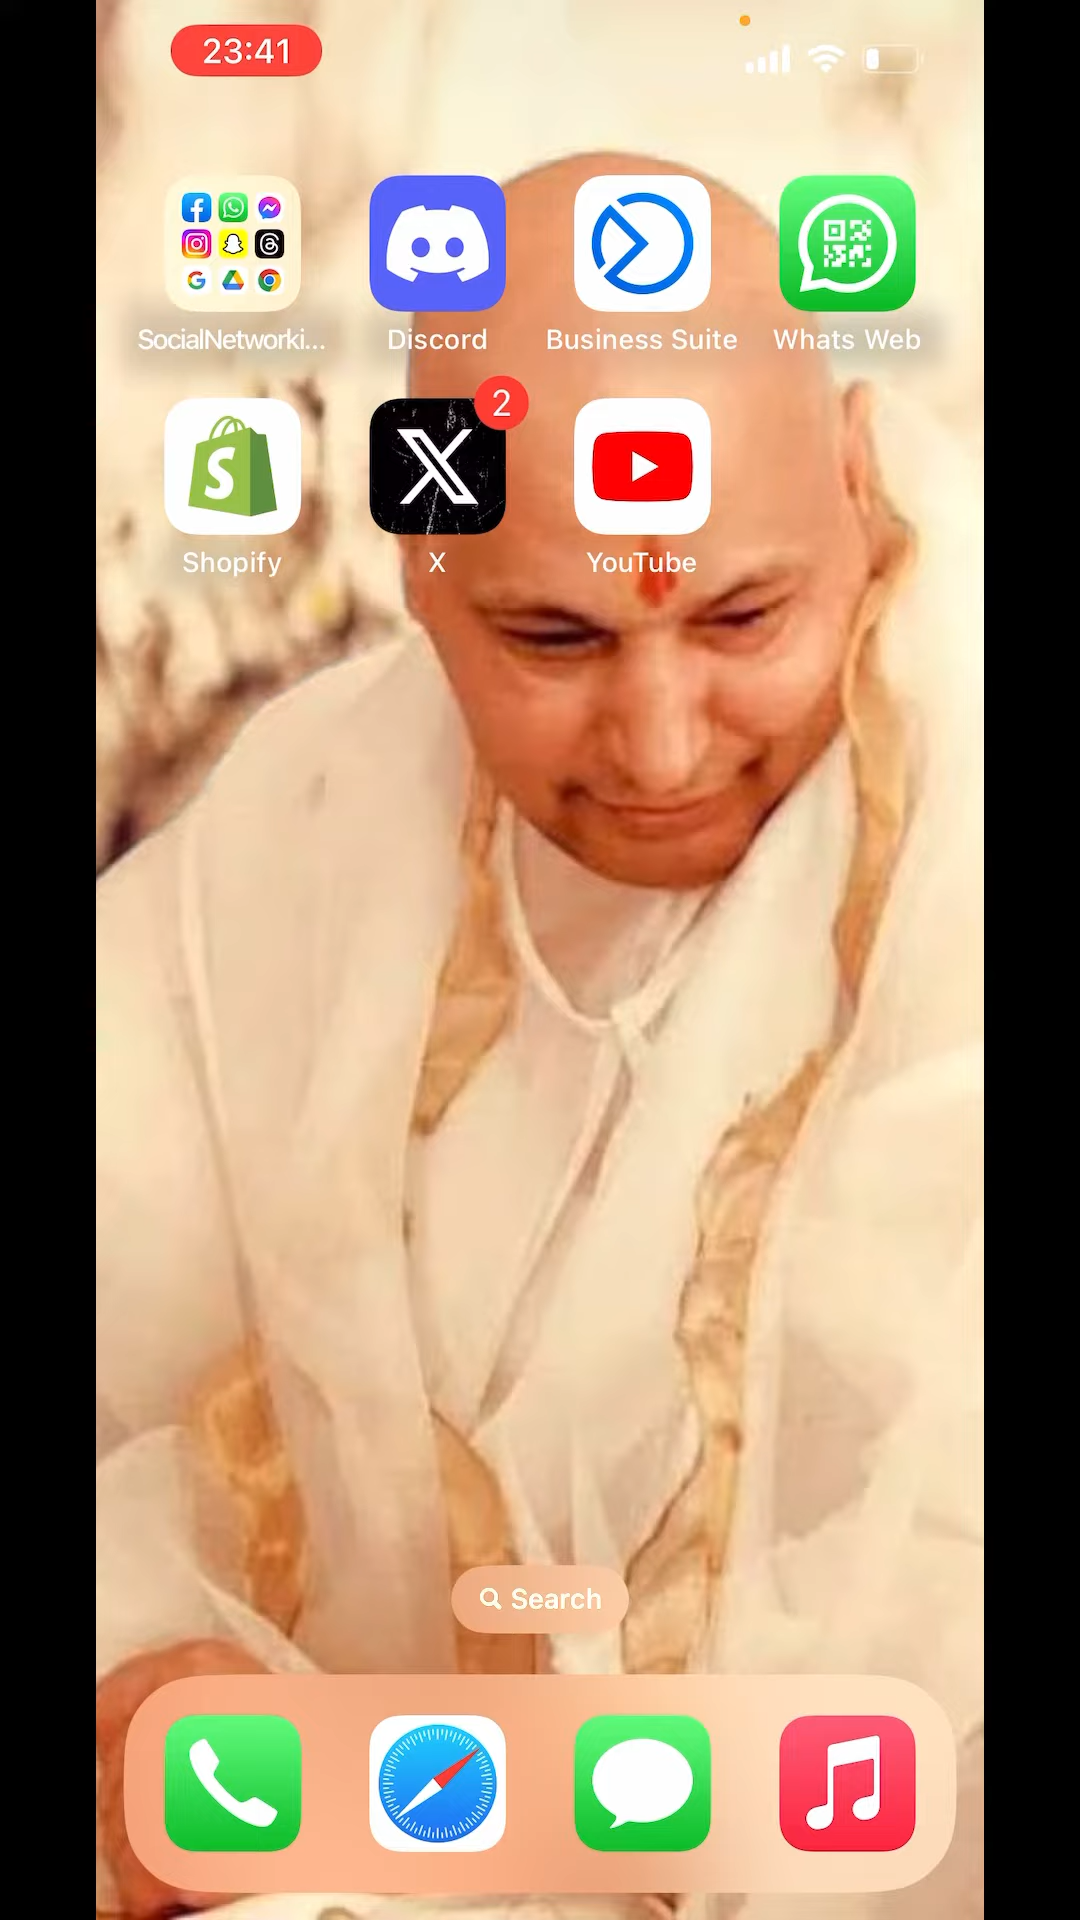 23:41
SocialNetworki...
Discord
Business Suite
Whats Web
2
Shopify
X
YouTube
Search